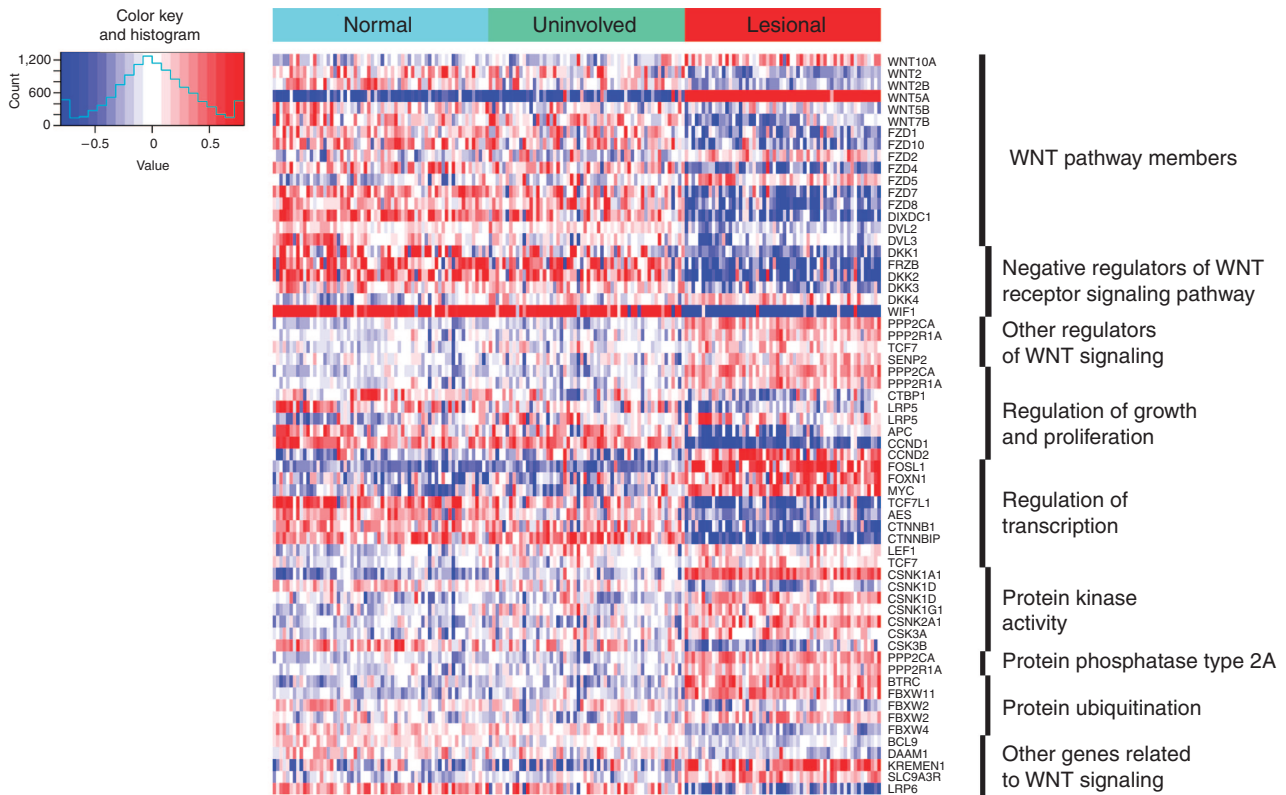 Color key
and histogram
Count
1,200
600
0
−0.5
0
0.5
Value
Normal
Uninvolved
Lesional
WNT10A
WNT2
WNT2B
WNT5A
WNT5B
WNT7B
FZD1
FZD10
FZD2
FZD4
FZD5
FZD7
FZD8
DIXDC1
DVL2
DVL3
DKK1
FRZB
DKK2
DKK3
DKK4
WIF1
PPP2CA
PPP2R1A
TCF7
SENP2
PPP2CA
PPP2R1A
CTBP1
LRP5
LRP5
APC
CCND1
CCND2
FOSL1
FOXN1
MYC
TCF7L1
AES
CTNNB1
CTNNBIP
LEF1
TCF7
CSNK1A1
CSNK1D
CSNK1D
CSNK1G1
CSNK2A1
CSK3A
CSK3B
PPP2CA
PPP2R1A
BTRC
FBXW11
FBXW2
FBXW2
FBXW4
BCL9
DAAM1
KREMEN1
SLC9A3R
LRP6
WNT pathway members
Negative regulators of WNT
receptor signaling pathway
Other regulators
of WNT signaling
Regulation of growth
and proliferation
Regulation of
transcription
Protein kinase
activity
Protein phosphatase type 2A
Protein ubiquitination
Other genes related
to WNT signaling